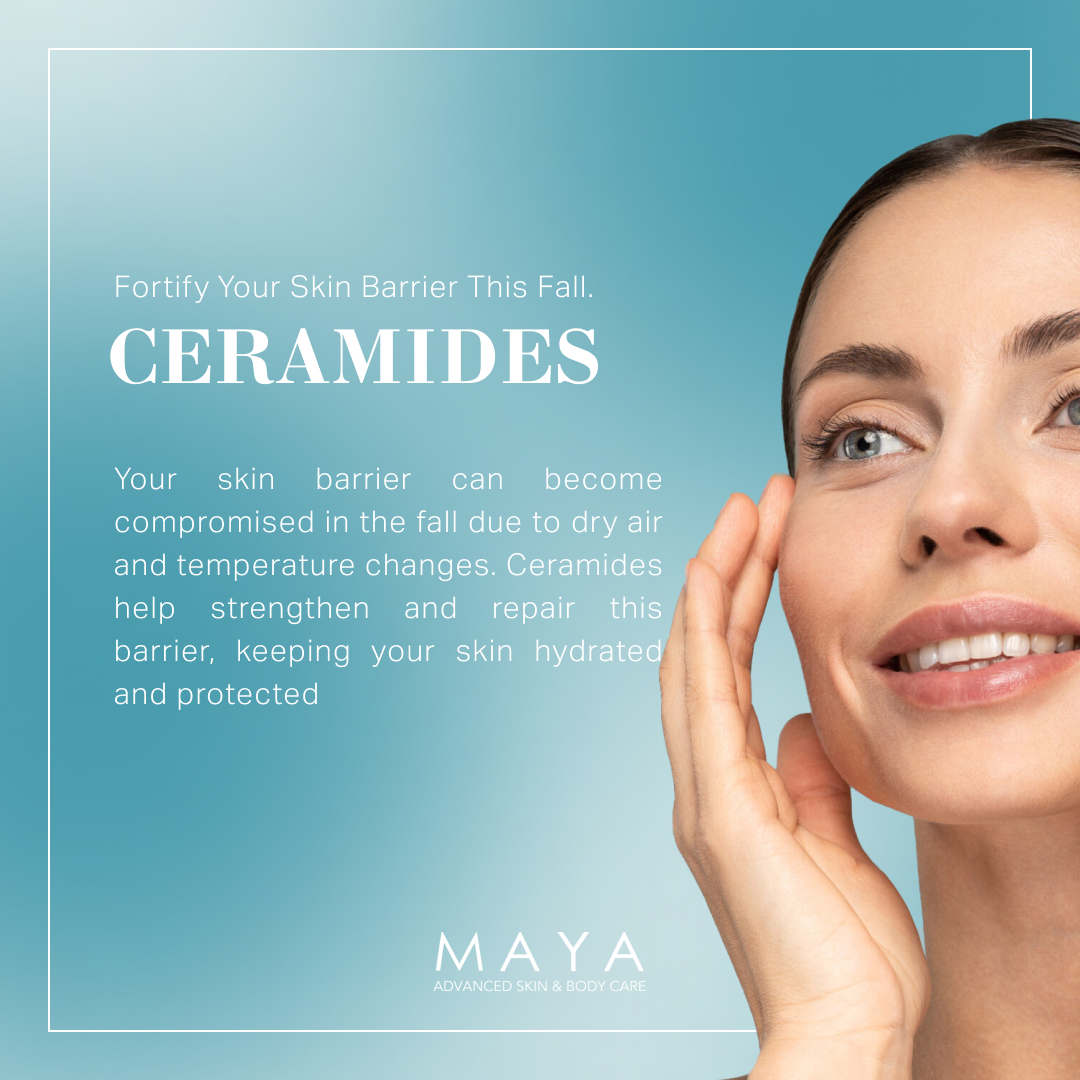 Fortify Your Skin Barrier This Fall.
CERAMIDES
Your skin barrier can become
compromised in the fall due to dry air
and temperature changes. Ceramides
help strengthen and repair this
barrier, keeping your skin hydrated
and protected
MAYA
ADVANCED SKIN & BODY CARE